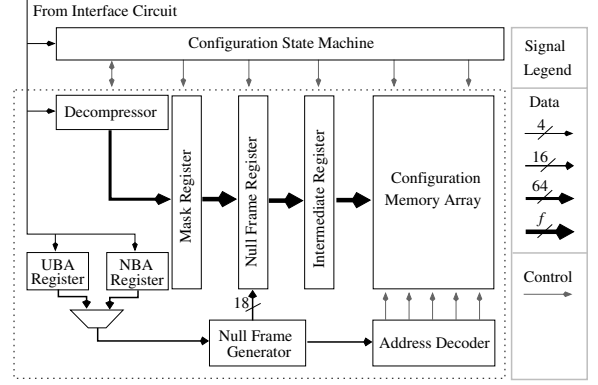 From Interface Circuit
Configuration State Machine
Signal
Legend
Decompressor
Mask Register
Null Frame Register
Intermediate Register
Configuration
Memory Array
Data
4
16
64
f
Control
UBA
Register
NBA
Register
18
Null Frame
Generator
Address Decoder